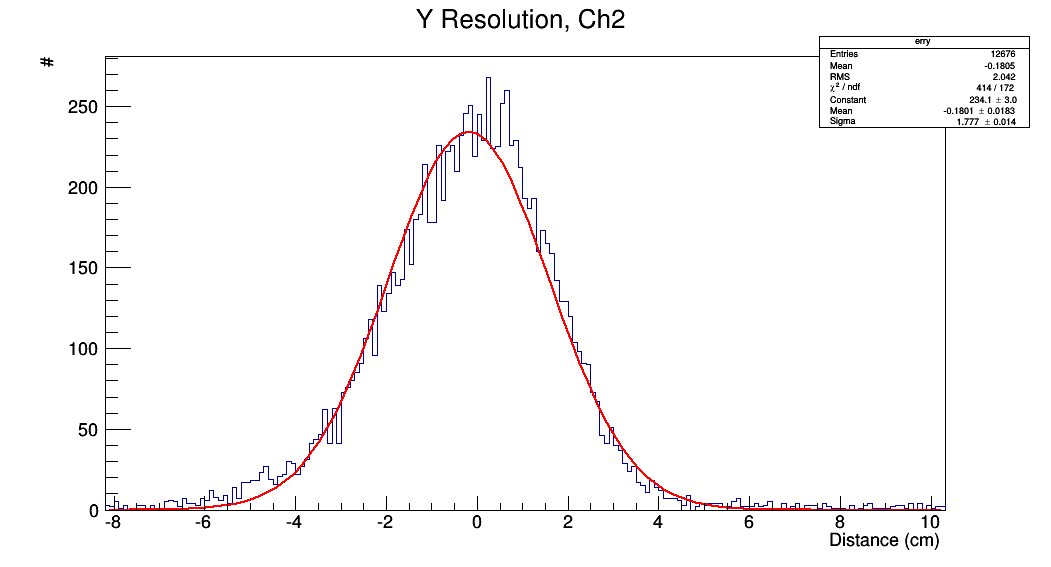 Y Resolution, Ch2
#
erry
Entries 12676
Mean -0.1805
RMS 2.042
χ² / ndf 414 / 172
Constant 234.1 ± 3.0
Mean -0.1801 ± 0.0183
Sigma 1.777 ± 0.014
250
200
150
100
50
0
-8 -6 -4 -2 0 2 4 6 8 10
Distance (cm)